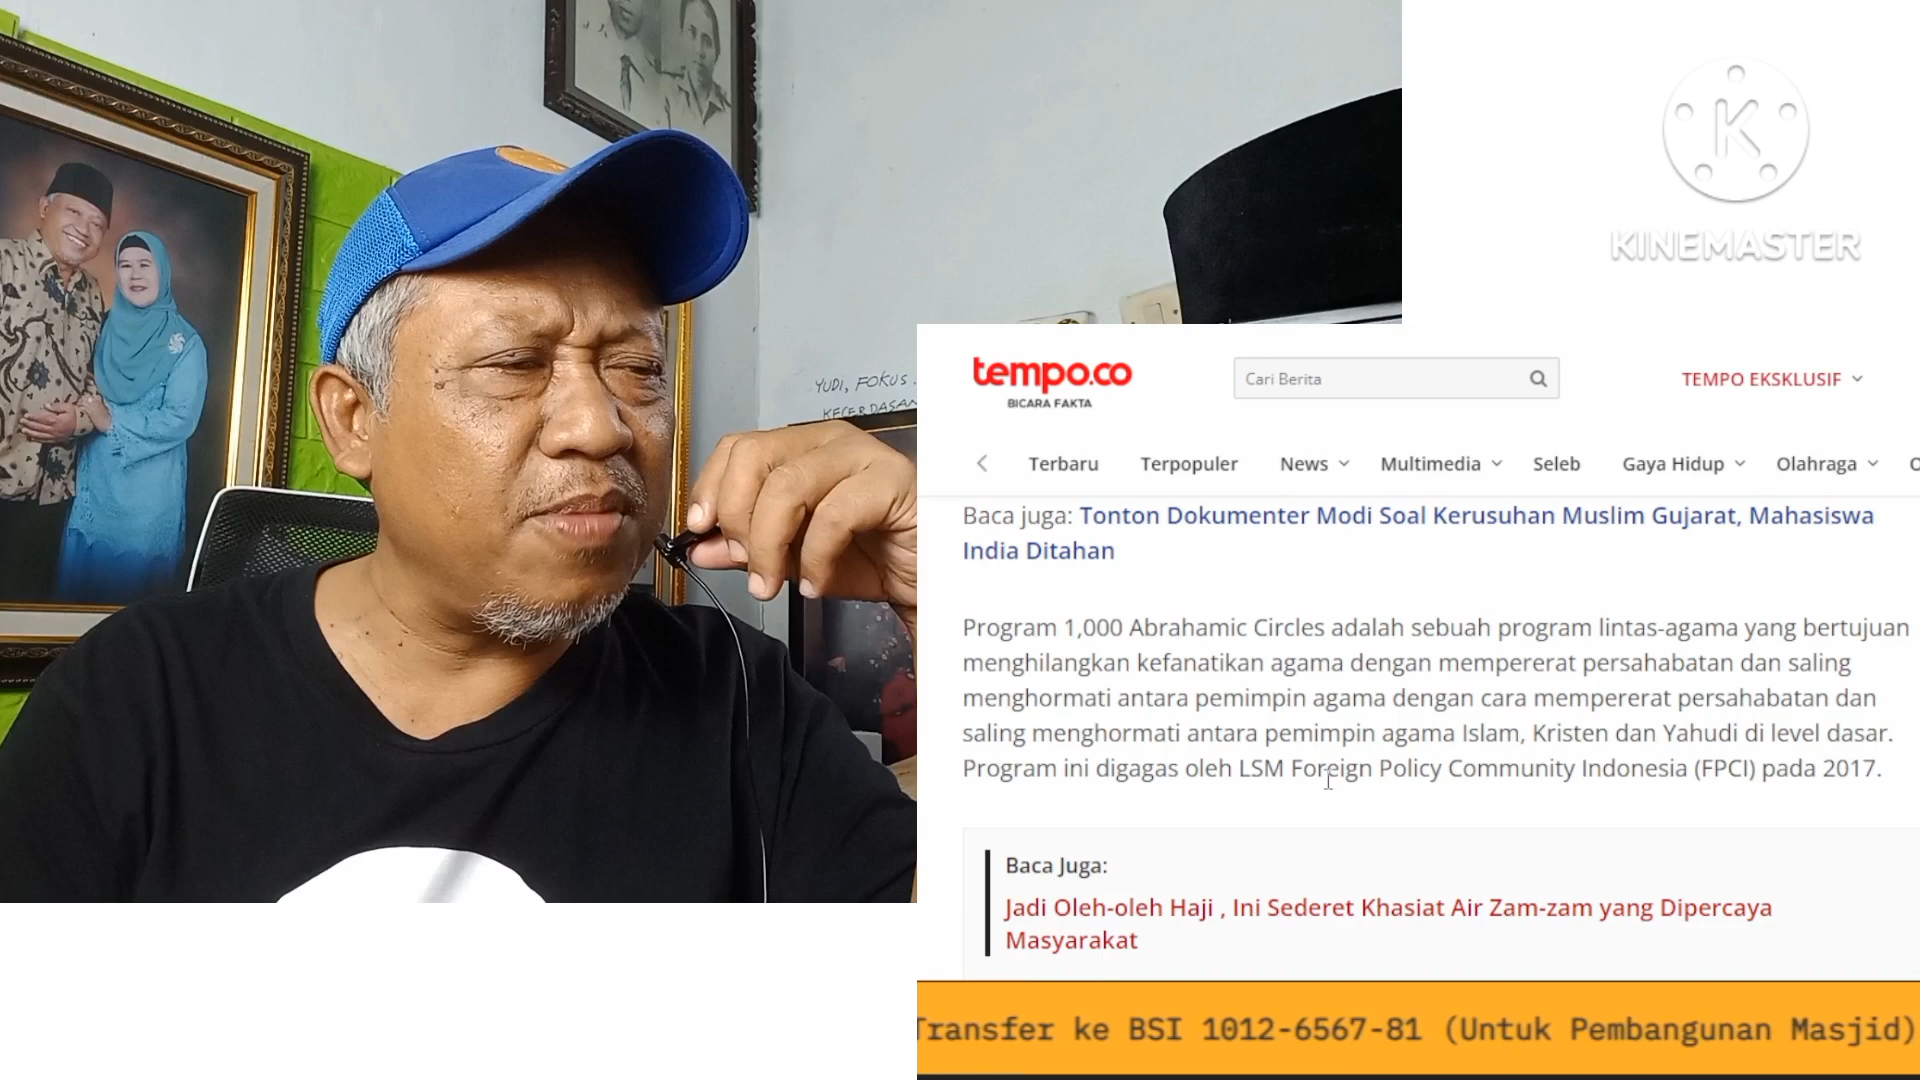 KINEMASTER
YUDI, FOKUS
KECERDASAN
tempo.co
BICARA FAKTA
Cari Berita
TEMPO EKSKLUSIF
Terbaru Terpopuler News Multimedia Seleb Gaya Hidup Olahraga
Baca juga: Tonton Dokumenter Modi Soal Kerusuhan Muslim Gujarat, Mahasiswa
India Ditahan
Program 1,000 Abrahamic Circles adalah sebuah program lintas-agama yang bertujuan
menghilangkan kefanatikan agama dengan mempererat persahabatan dan saling
menghormati antara pemimpin agama dengan cara mempererat persahabatan dan
saling menghormati antara pemimpin agama Islam, Kristen dan Yahudi di level dasar.
Program ini digagas oleh LSM Foreign Policy Community Indonesia (FPCI) pada 2017.
Baca Juga:
Jadi Oleh-oleh Haji , Ini Sederet Khasiat Air Zam-zam yang Dipercaya
Masyarakat
Transfer ke BSI 1012-6567-81 (Untuk Pembangunan Masjid)